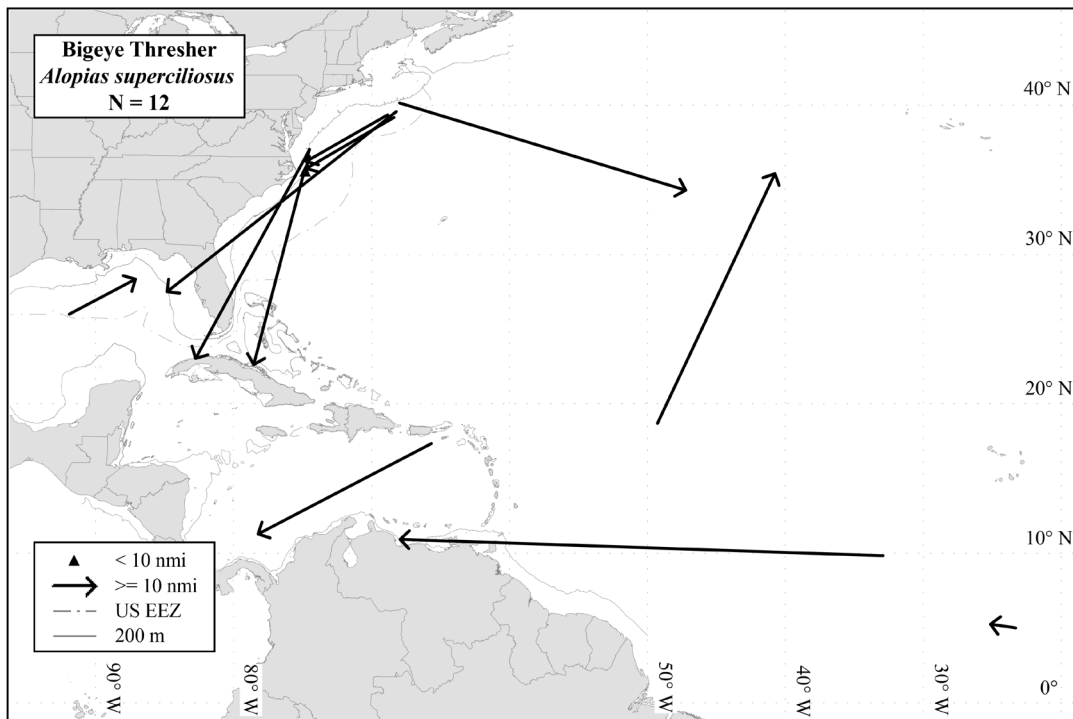 Bigeye Thresher
Alopias superciliosus
N = 12
40° N
30° N
20° N
10° N
< 10 nmi
>= 10 nmi
US EEZ
200 m
90° W
80° W
50° W
40° W
30° W
0°